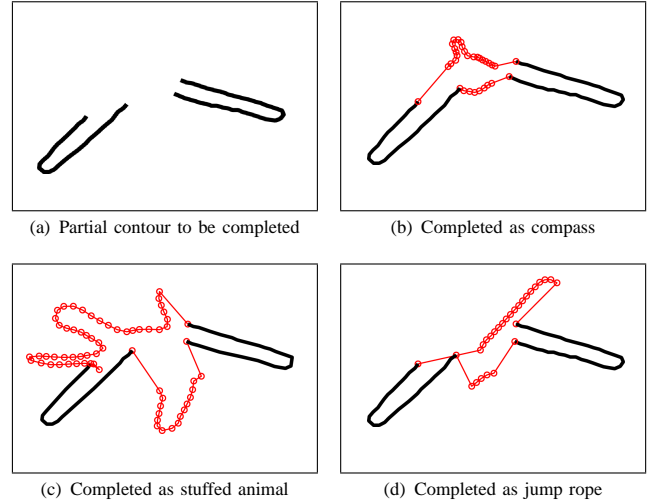 (a) Partial contour to be completed
(b) Completed as compass
(c) Completed as stuffed animal
(d) Completed as jump rope